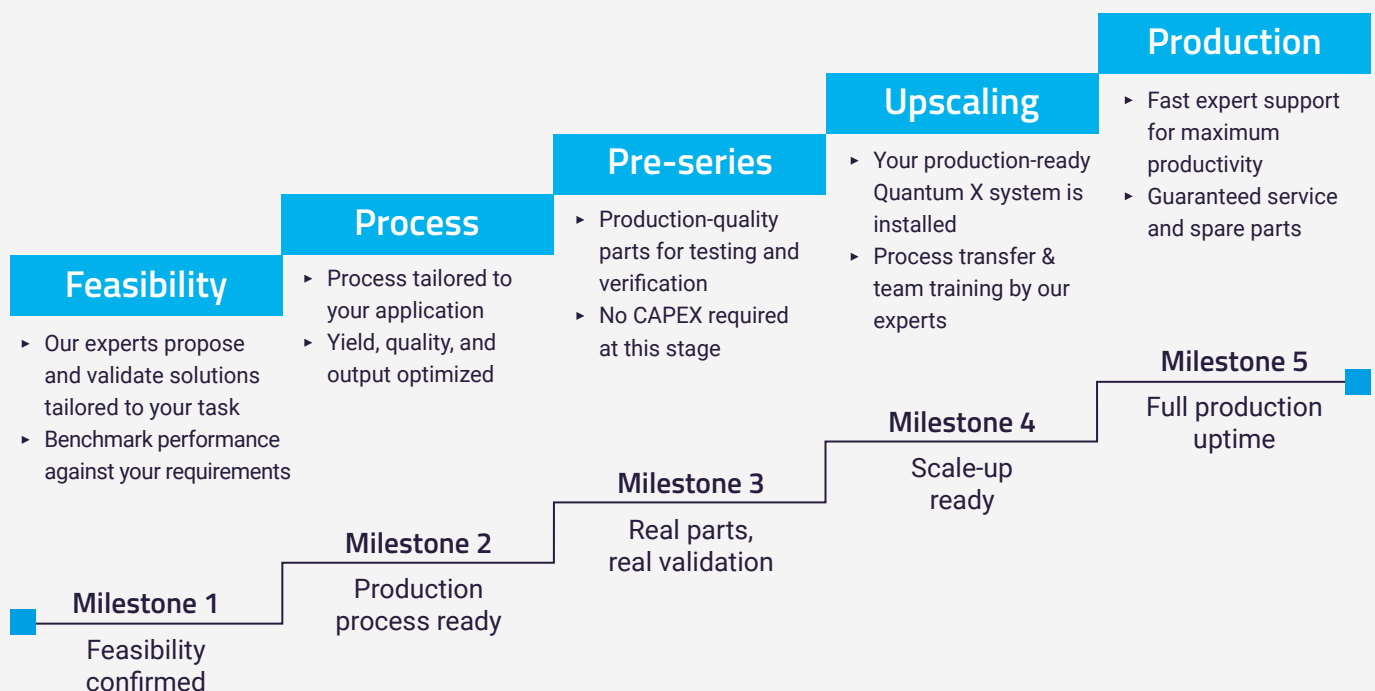 Feasibility
▸ Our experts propose
and validate solutions
tailored to your task
▸ Benchmark performance
against your requirements
Milestone 1
Feasibility
confirmed
Process
▸ Process tailored to
your application
▸ Yield, quality, and
output optimized
Milestone 2
Production
process ready
Pre-series
▸ Production-quality
parts for testing and
verification
▸ No CAPEX required
at this stage
Milestone 3
Real parts,
real validation
Upscaling
▸ Your production-ready
Quantum X system is
installed
▸ Process transfer &
team training by our
experts
Milestone 4
Scale-up
ready
Production
▸ Fast expert support
for maximum
productivity
▸ Guaranteed service
and spare parts
Milestone 5
Full production
uptime